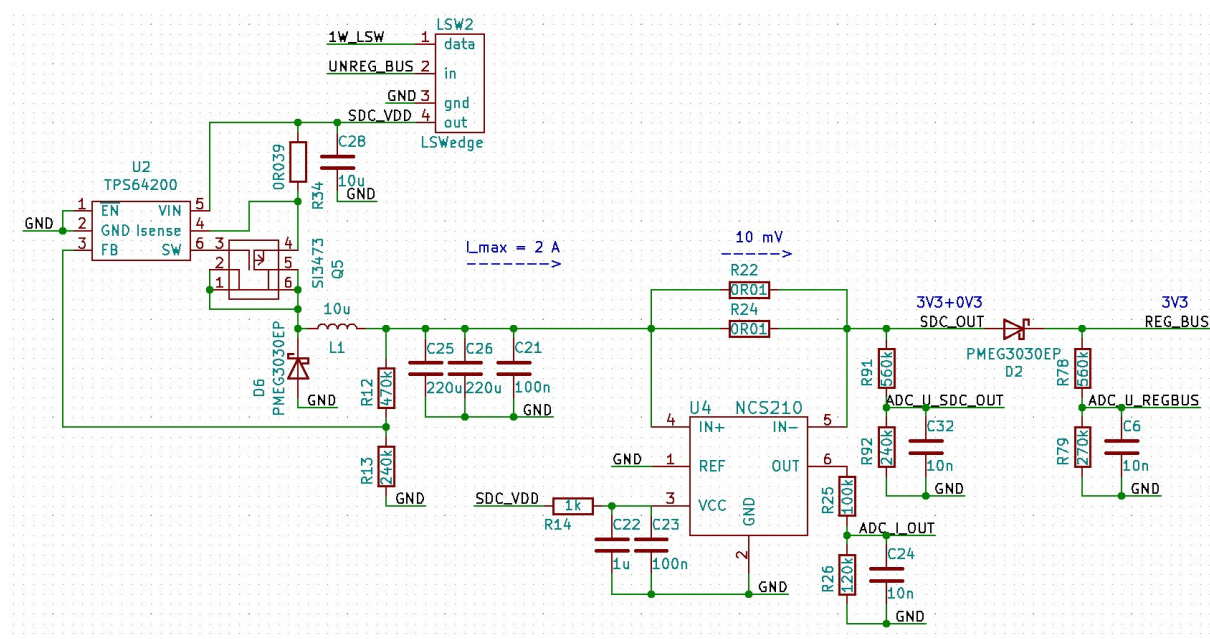 LSW2
1W_LSW 1 data
UNREG_BUS 2 in
GND 3 gnd
SDC_VDD 4 out
LSWedge
0R039
R34
C28
10u
GND
U2
TPS64200
GND
1 EN VIN 5
2 GND Isense 4
3 FB SW 6
3 4
2 5
1 6
SI3473
Q5
10u
L1
D6
PMEG3030EP
GND
R12
470k
R13
240k
GND
C25
220u
C26
220u
C21
100n
GND
I_max = 2 A
10 mV
R22
0R01
R24
0R01
U4 NCS210
4 IN+ IN- 5
GND 1 REF OUT 6
3 VCC
GND
2
SDC_VDD
1k
R14
C22
1u
C23
100n
GND
R25
100k
ADC_I_OUT
R26
120k
C24
10n
GND
3V3+0V3
SDC_OUT
PMEG3030EP
D2
3V3
REG_BUS
R91
560k
ADC_U_SDC_OUT
R92
240k
C32
10n
GND
R78
560k
ADC_U_REGBUS
R79
270k
C6
10n
GND